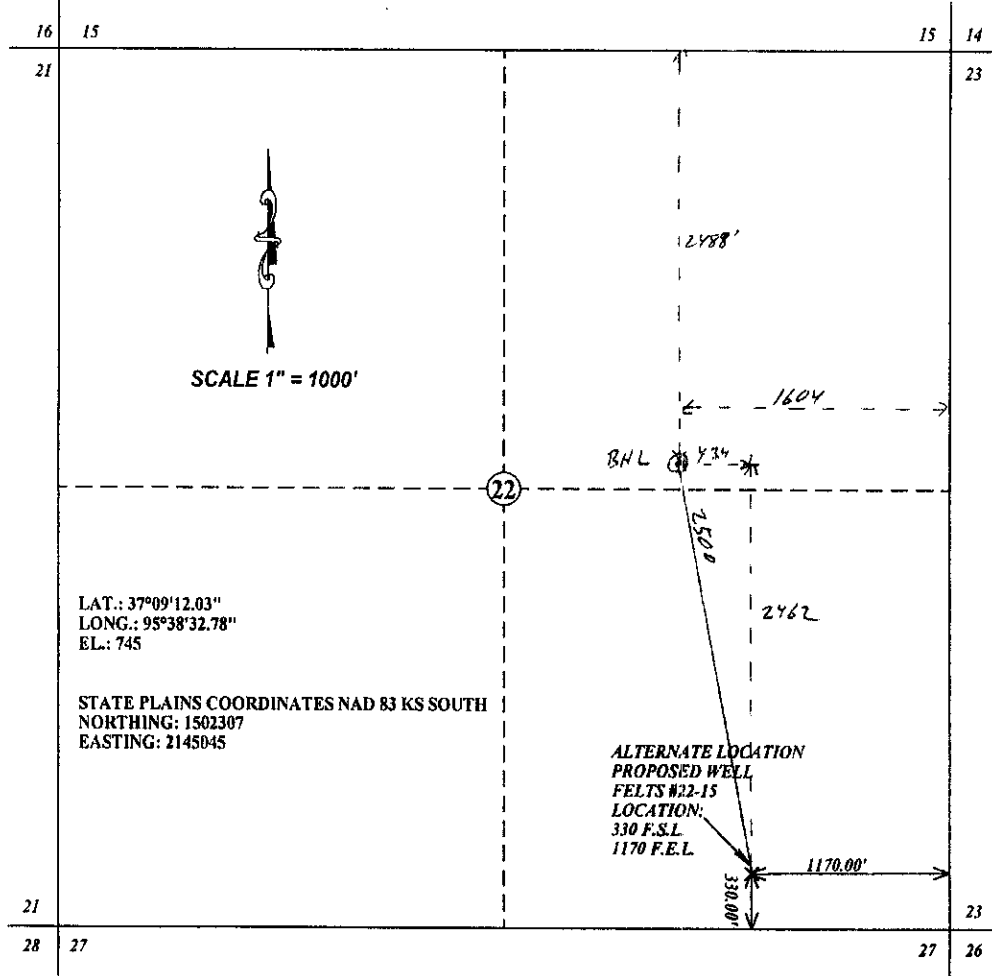 16 15
15 14
21
23
2488'
SCALE 1" = 1000'
1604
BHL
434
22
2500
LAT.: 37°09'12.03"
LONG.: 95°38'32.78"
EL.: 745
2462
STATE PLAINS COORDINATES NAD 83 KS SOUTH
NORTHING: 1502307
EASTING: 2145045
ALTERNATE LOCATION
PROPOSED WELL
FELTS #22-15
LOCATION:
330 F.S.L.
1170 F.E.L.
1170.00'
330.00'
21
23
28 27
27 26